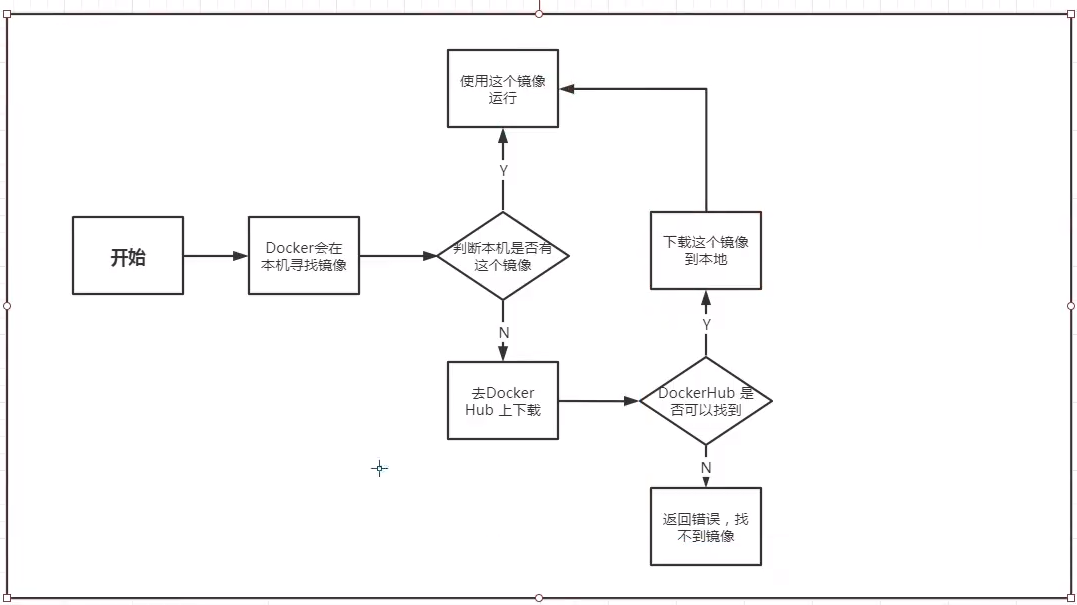 使用这个镜像
运行
Y
开始
Docker会在
本机寻找镜像
判断本机是否有
这个镜像
下载这个镜像
到本地
N
Y
去Docker
Hub 上下载
DockerHub 是
否可以找到
N
返回错误，找
不到镜像